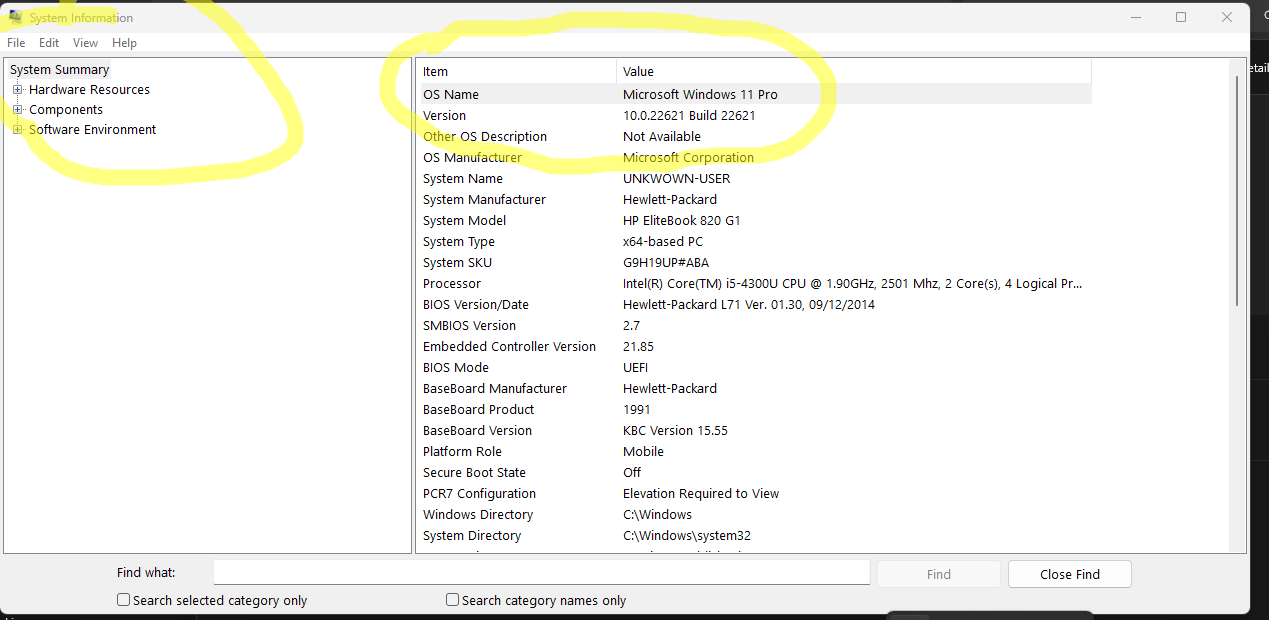 System Information
File Edit View Help
System Summary
Hardware Resources
Components
Software Environment
Item Value
OS Name Microsoft Windows 11 Pro
Version 10.0.22621 Build 22621
Other OS Description Not Available
OS Manufacturer Microsoft Corporation
System Name UNKWOWN-USER
System Manufacturer Hewlett-Packard
System Model HP EliteBook 820 G1
System Type x64-based PC
System SKU G9H19UP#ABA
Processor Intel(R) Core(TM) i5-4300U CPU @ 1.90GHz, 2501 Mhz, 2 Core(s), 4 Logical Pr...
BIOS Version/Date Hewlett-Packard L71 Ver. 01.30, 09/12/2014
SMBIOS Version 2.7
Embedded Controller Version 21.85
BIOS Mode UEFI
BaseBoard Manufacturer Hewlett-Packard
BaseBoard Product 1991
BaseBoard Version KBC Version 15.55
Platform Role Mobile
Secure Boot State Off
PCR7 Configuration Elevation Required to View
Windows Directory C:\Windows
System Directory C:\Windows\system32
Find what: Find Close Find
Search selected category only Search category names only